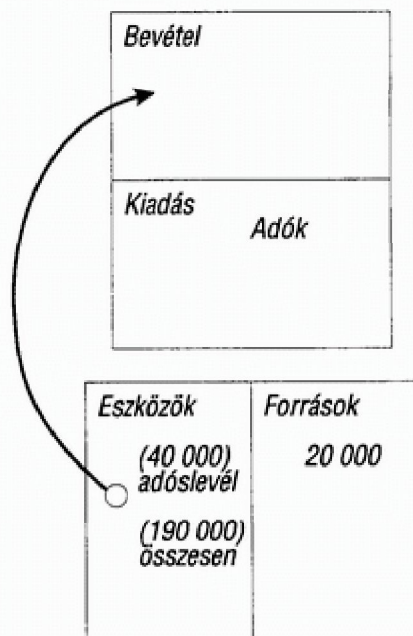 Bevétel
Kiadás
Adók
Eszközök
(40 000)
adóslevél
(190 000)
összesen
Források
20 000